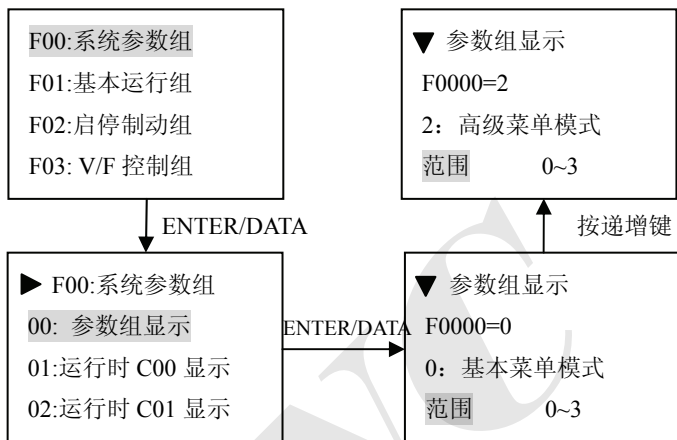 F00:系统参数组
F01:基本运行组
F02:启停制动组
F03: V/F 控制组
▼ 参数组显示
F0000=2
2：高级菜单模式
范围 0~3
ENTER/DATA
按递增键
▶ F00:系统参数组
00: 参数组显示
01:运行时 C00 显示
02:运行时 C01 显示
ENTER/DATA
▼ 参数组显示
F0000=0
0：基本菜单模式
范围 0~3